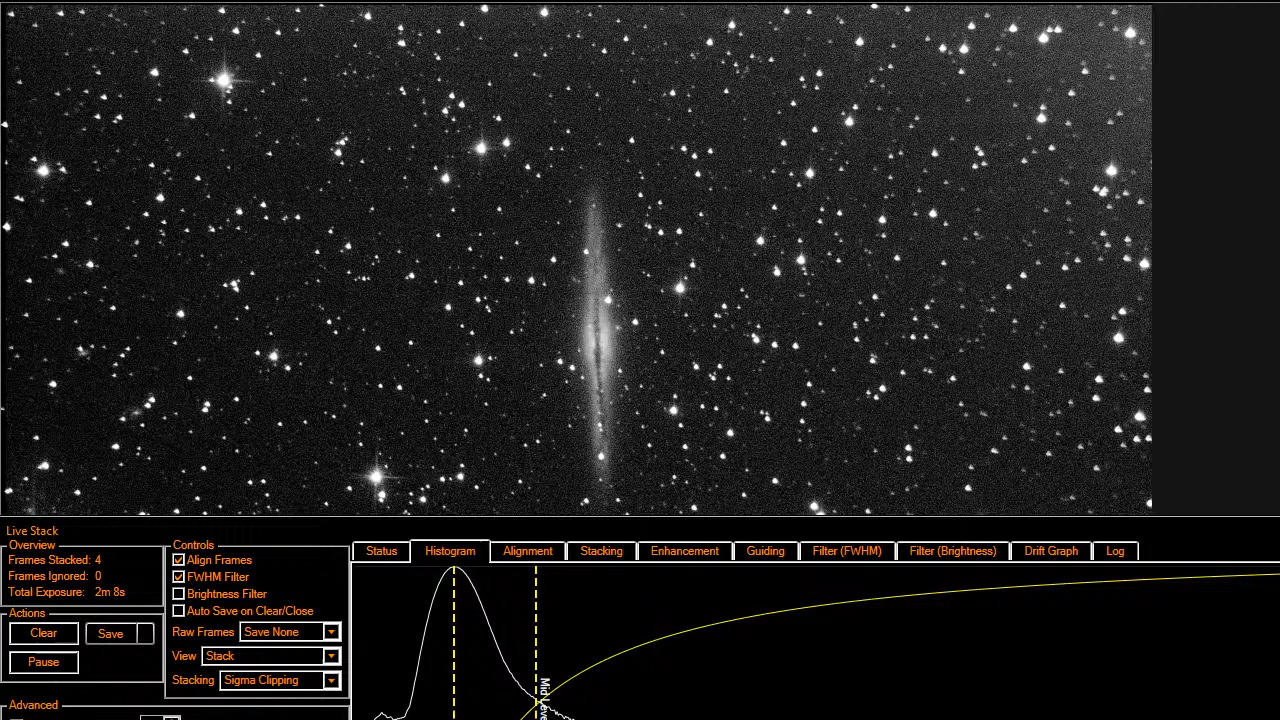 Live Stack
Overview
Frames Stacked: 4
Frames Ignored: 0
Total Exposure: 2m 8s
Actions
Clear
Save
Pause
Controls
Align Frames
FWHM Filter
Brightness Filter
Auto Save on Clear/Close
Raw Frames Save None
View Stack
Stacking Sigma Clipping
Advanced
Status Histogram Alignment Stacking Enhancement Guiding Filter (FWHM) Filter (Brightness) Drift Graph Log